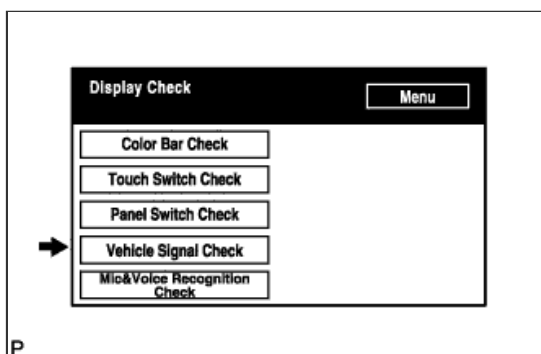 Display Check
Menu
Color Bar Check
Touch Switch Check
Panel Switch Check
Vehicle Signal Check
Mic&Voice Recognition
Check
P